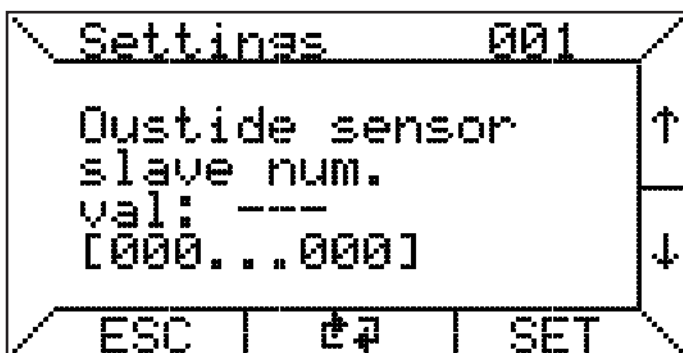 Settings 001
Oustide sensor
slave num.
val: ---
[000...000]
ESC SET